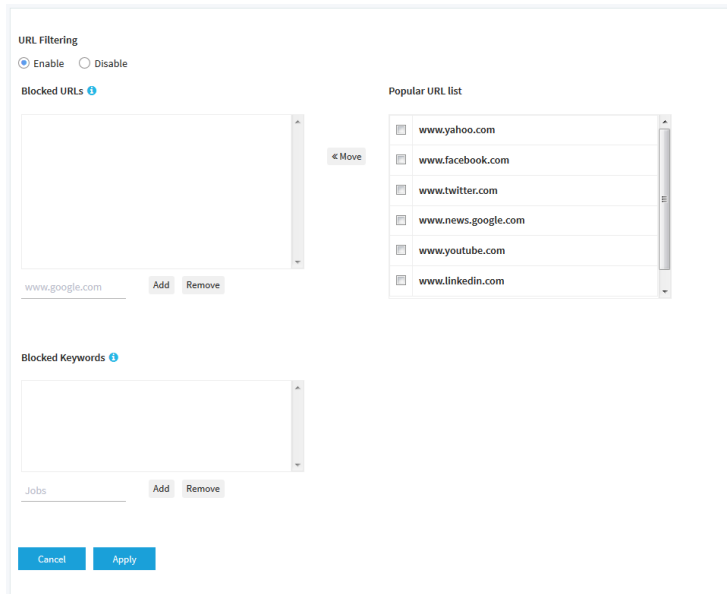 URL Filtering
Enable Disable
Blocked URLs
Popular URL list
www.yahoo.com
www.facebook.com
www.twitter.com
www.news.google.com
www.youtube.com
www.linkedin.com
« Move
www.google.com Add Remove
Blocked Keywords
Jobs Add Remove
Cancel Apply